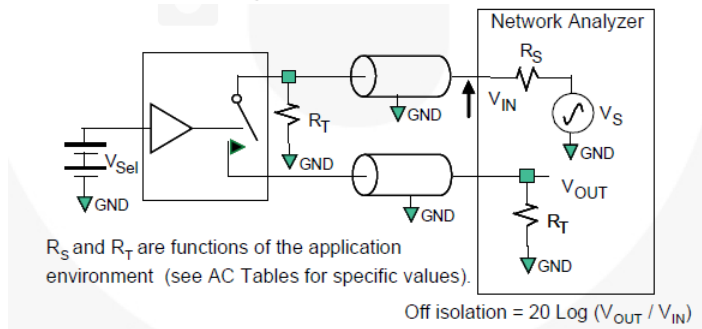 Network Analyzer
RS
VIN
VS
GND
GND
RT
GND
VSel
GND
GND
VOUT
RT
GND
RS and RT are functions of the application
environment (see AC Tables for specific values).
Off isolation = 20 Log (VOUT / VIN)